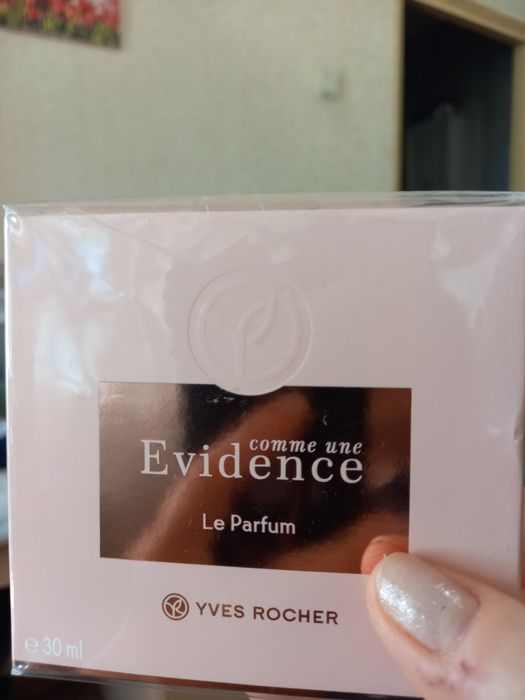 comme une
Evidence
Le Parfum
YVES ROCHER
e 30 ml